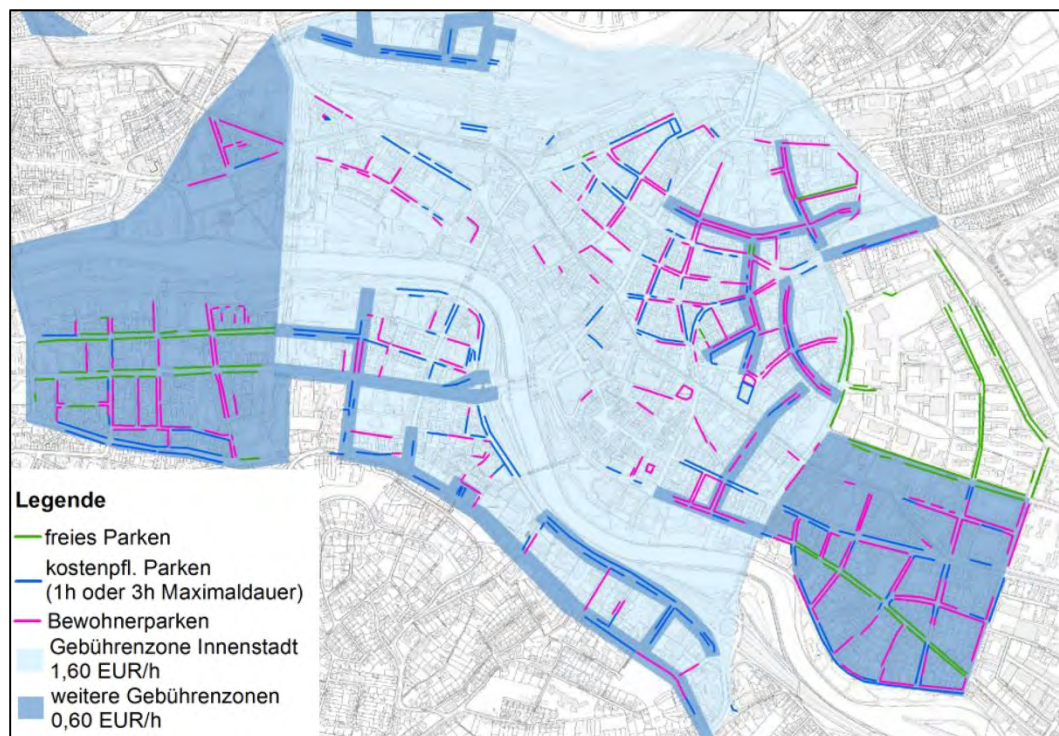 Legende
freies Parken
kostenpfl. Parken
(1h oder 3h Maximaldauer)
Bewohnerparken
Gebührenzone Innenstadt
1,60 EUR/h
weitere Gebührenzonen
0,60 EUR/h